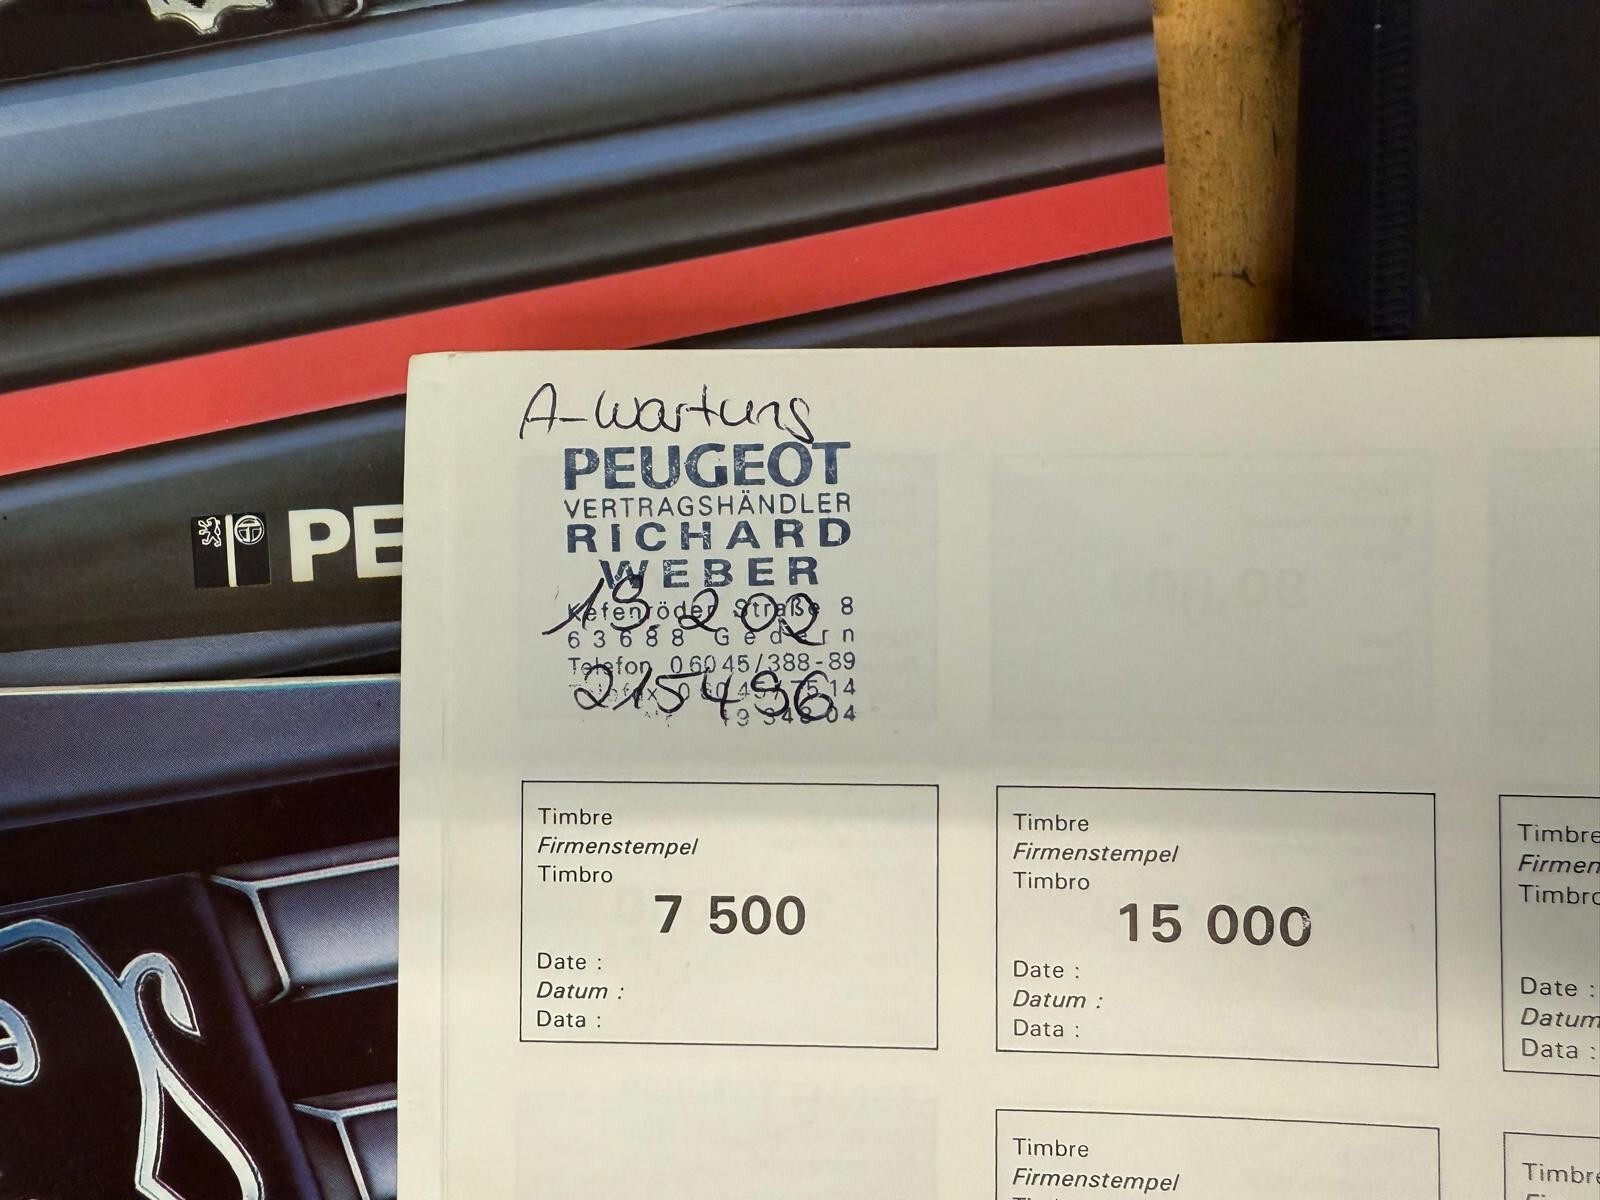 PE
A-Wartung
PEUGEOT
VERTRAGSHÄNDLER
RICHARD
WEBER
19.2.02
Kefenröder Straße 8
63688 Gedern
Telefon 06045/388-89
215496
Timbre
Firmenstempel
Timbro
7 500
Date :
Datum :
Data :
Timbre
Firmenstempel
Timbro
15 000
Date :
Datum :
Data :
Timbre
Firmen
Timbro
Date :
Datum
Data :
Timbre
Firmenstempel
Timbre